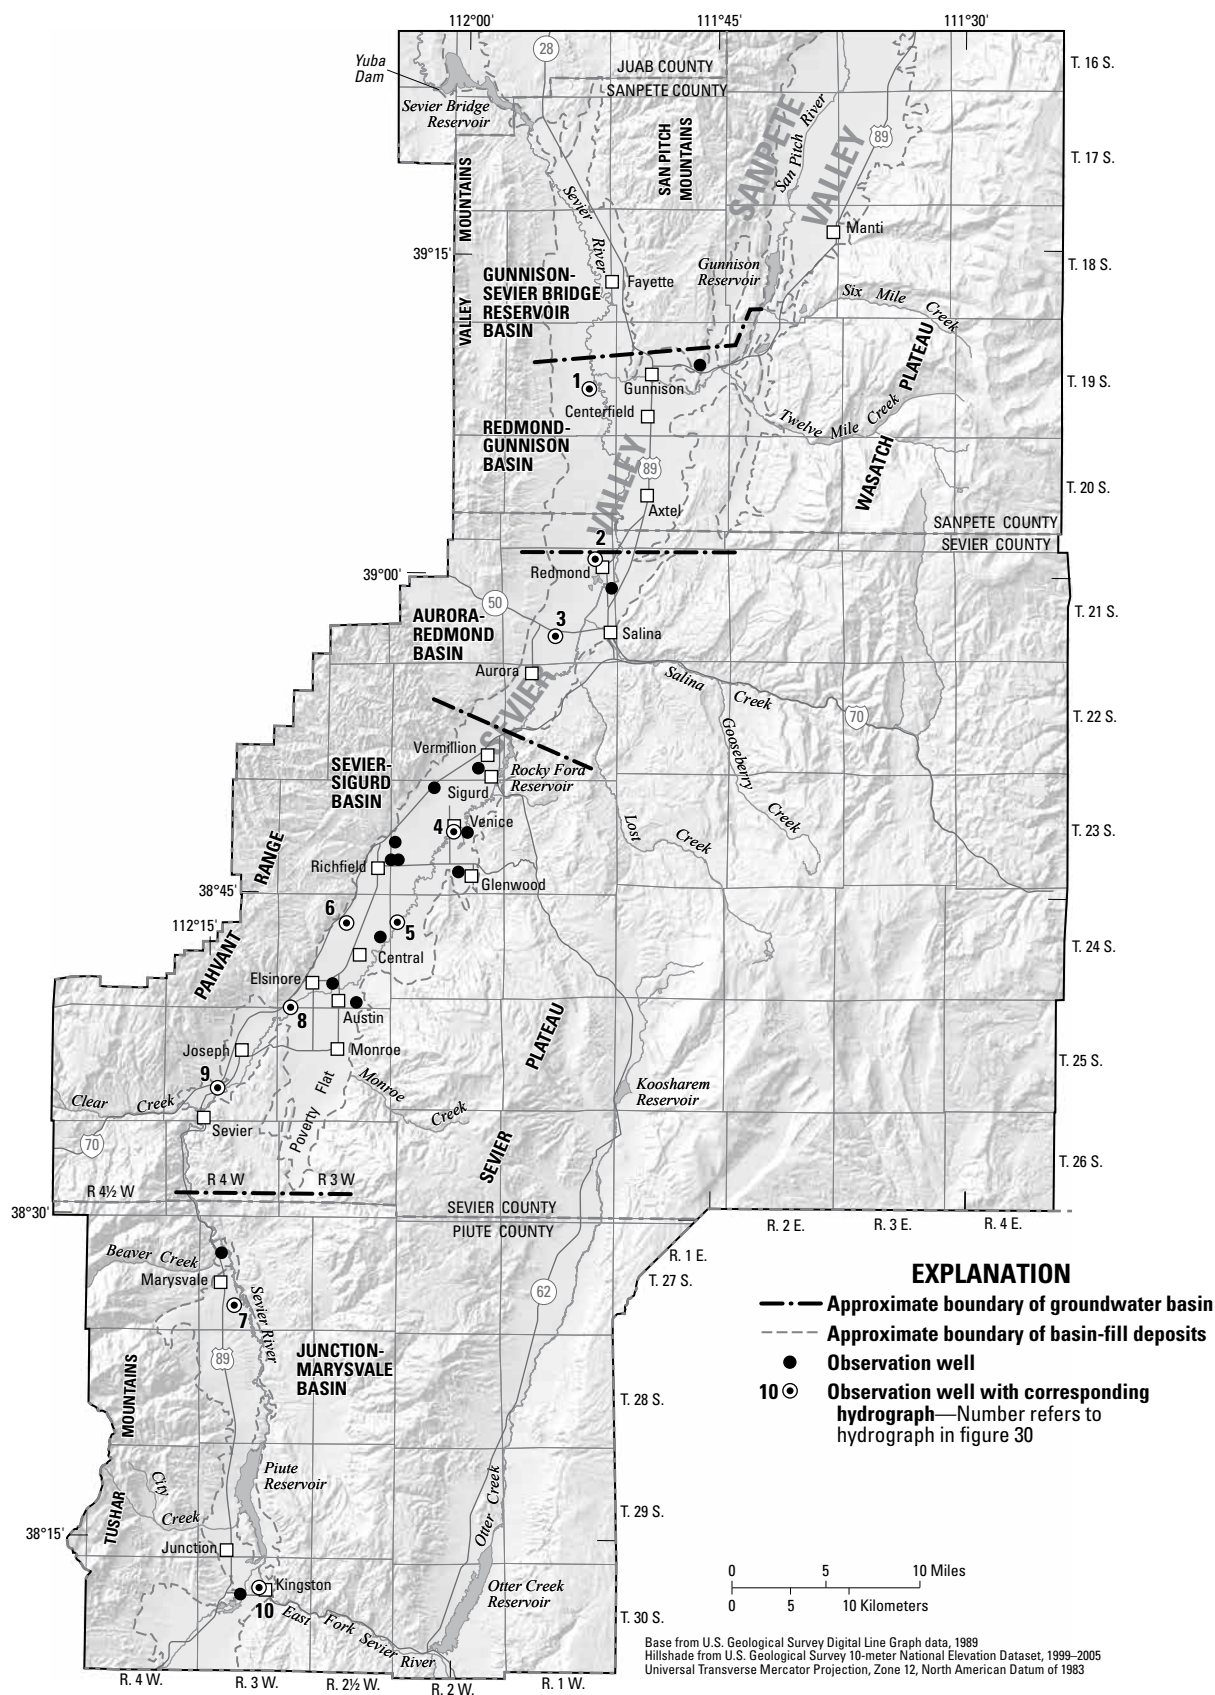 112°00'
111°45'
111°30'
28
JUAB COUNTY
SANPETE COUNTY
T. 16 S.
Yuba
Dam
Sevier Bridge
Reservoir
SAN PITCH
MOUNTAINS
SANPETE
VALLEY
San Pitch River
89
T. 17 S.
VALLEY
MOUNTAINS
Sevier
River
Manti
39°15'
GUNNISON-
SEVIER BRIDGE
RESERVOIR
BASIN
Fayette
Gunnison
Reservoir
T. 18 S.
Six Mile Creek
1
Gunnison
Centerfield
T. 19 S.
Twelve Mile Creek
WASATCH
PLATEAU
REDMOND-
GUNNISON
BASIN
SEVIER
VALLEY
89
Axtel
T. 20 S.
SANPETE COUNTY
SEVIER COUNTY
2
Redmond
39°00'
50
AURORA-
REDMOND
BASIN
3
Salina
T. 21 S.
Aurora
Salina
Creek
70
Gooseberry
Creek
T. 22 S.
Vermillion
SEVIER-
SIGURD
BASIN
Rocky Ford
Reservoir
Sigurd
4
Venice
Lost
Creek
T. 23 S.
Richfield
Glenwood
38°45'
PAHVANT
RANGE
112°15'
6
5
Central
T. 24 S.
Elsinore
8
Austin
Joseph
Monroe
SEVIER
PLATEAU
T. 25 S.
9
Clear Creek
Poverty Flat
Monroe
Creek
Koosharem
Reservoir
Sevier
70
T. 26 S.
R 4½ W
R 4 W
R 3 W
SEVIER COUNTY
PIUTE COUNTY
38°30'
R. 2 E.
R. 3 E.
R. 4 E.
R. 1 E.
Beaver Creek
Marysvale
7
Sevier River
62
T. 27 S.
89
JUNCTION-
MARYSVALE
BASIN
TUSHAR
MOUNTAINS
T. 28 S.
City
Creek
Piute
Reservoir
Otter Creek
T. 29 S.
38°15'
Junction
Kingston
10
East Fork Sevier River
Otter Creek
Reservoir
T. 30 S.
R. 4 W.
R. 3 W.
R. 2½ W.
R. 2 W.
R. 1 W.
EXPLANATION
Approximate boundary of groundwater basin
Approximate boundary of basin-fill deposits
Observation well
10 Observation well with corresponding
hydrograph—Number refers to
hydrograph in figure 30
0 5 10 Miles
0 5 10 Kilometers
Base from U.S. Geological Survey Digital Line Graph data, 1989
Hillshade from U.S. Geological Survey 10-meter National Elevation Dataset, 1999–2005
Universal Transverse Mercator Projection, Zone 12, North American Datum of 1983